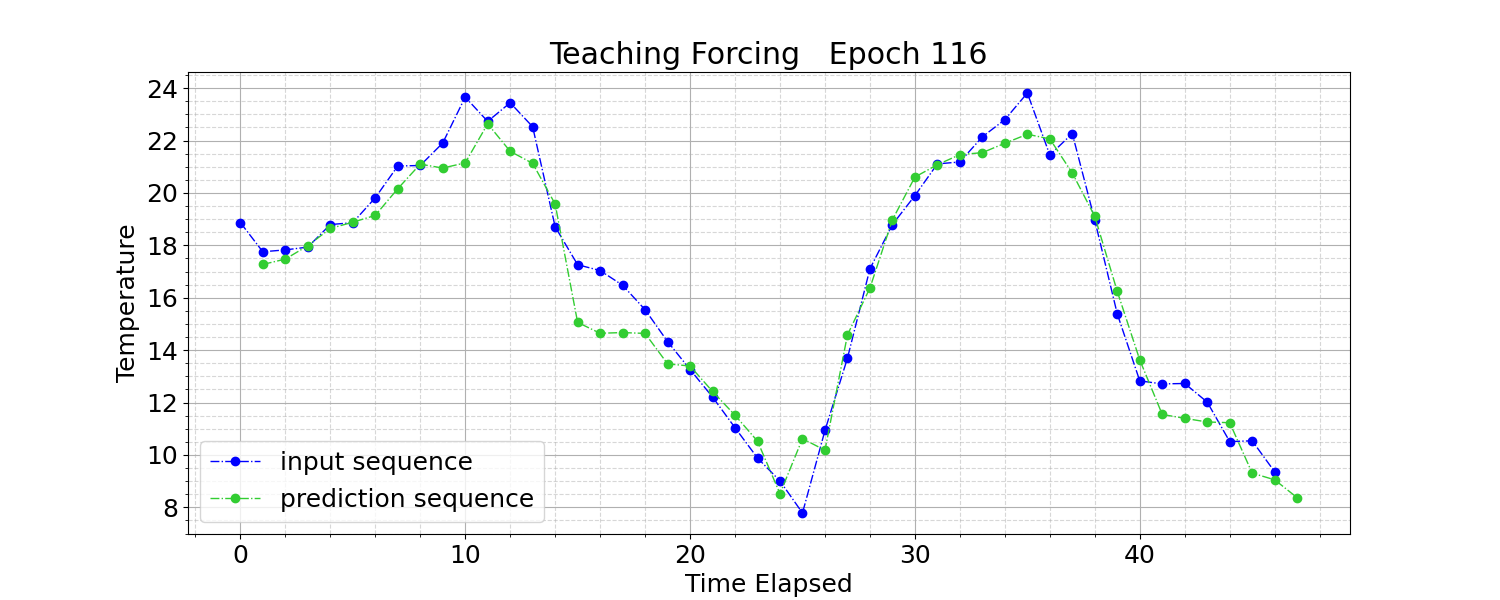 Teaching Forcing   Epoch 116
24
22
20
18
16
14
12
10
8
Temperature
input sequence
prediction sequence
0 10 20 30 40
Time Elapsed